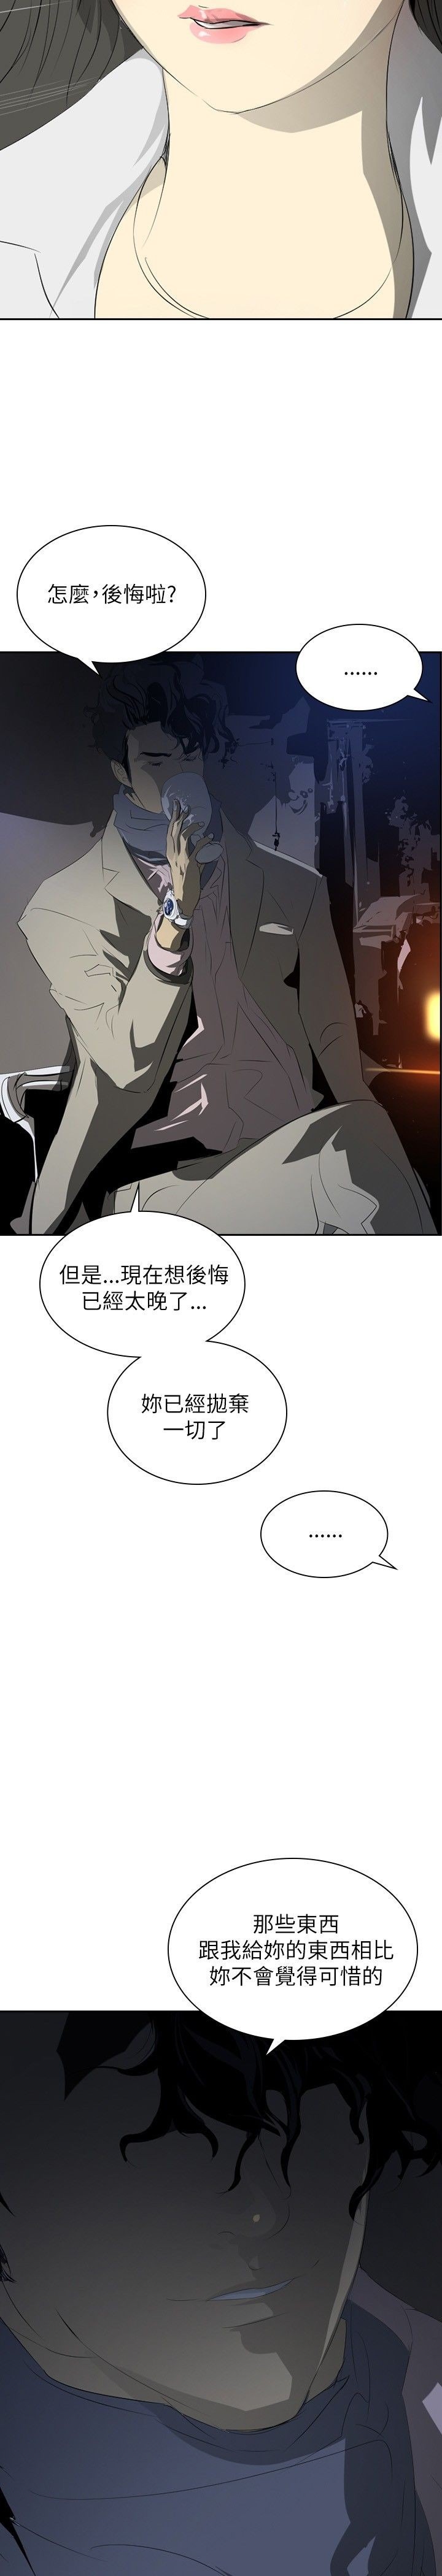 怎麼，後悔啦?
......
但是...現在想後悔
已經太晚了...
妳已經拋棄
一切了
......
那些東西
跟我給妳的東西相比
妳不會覺得可惜的